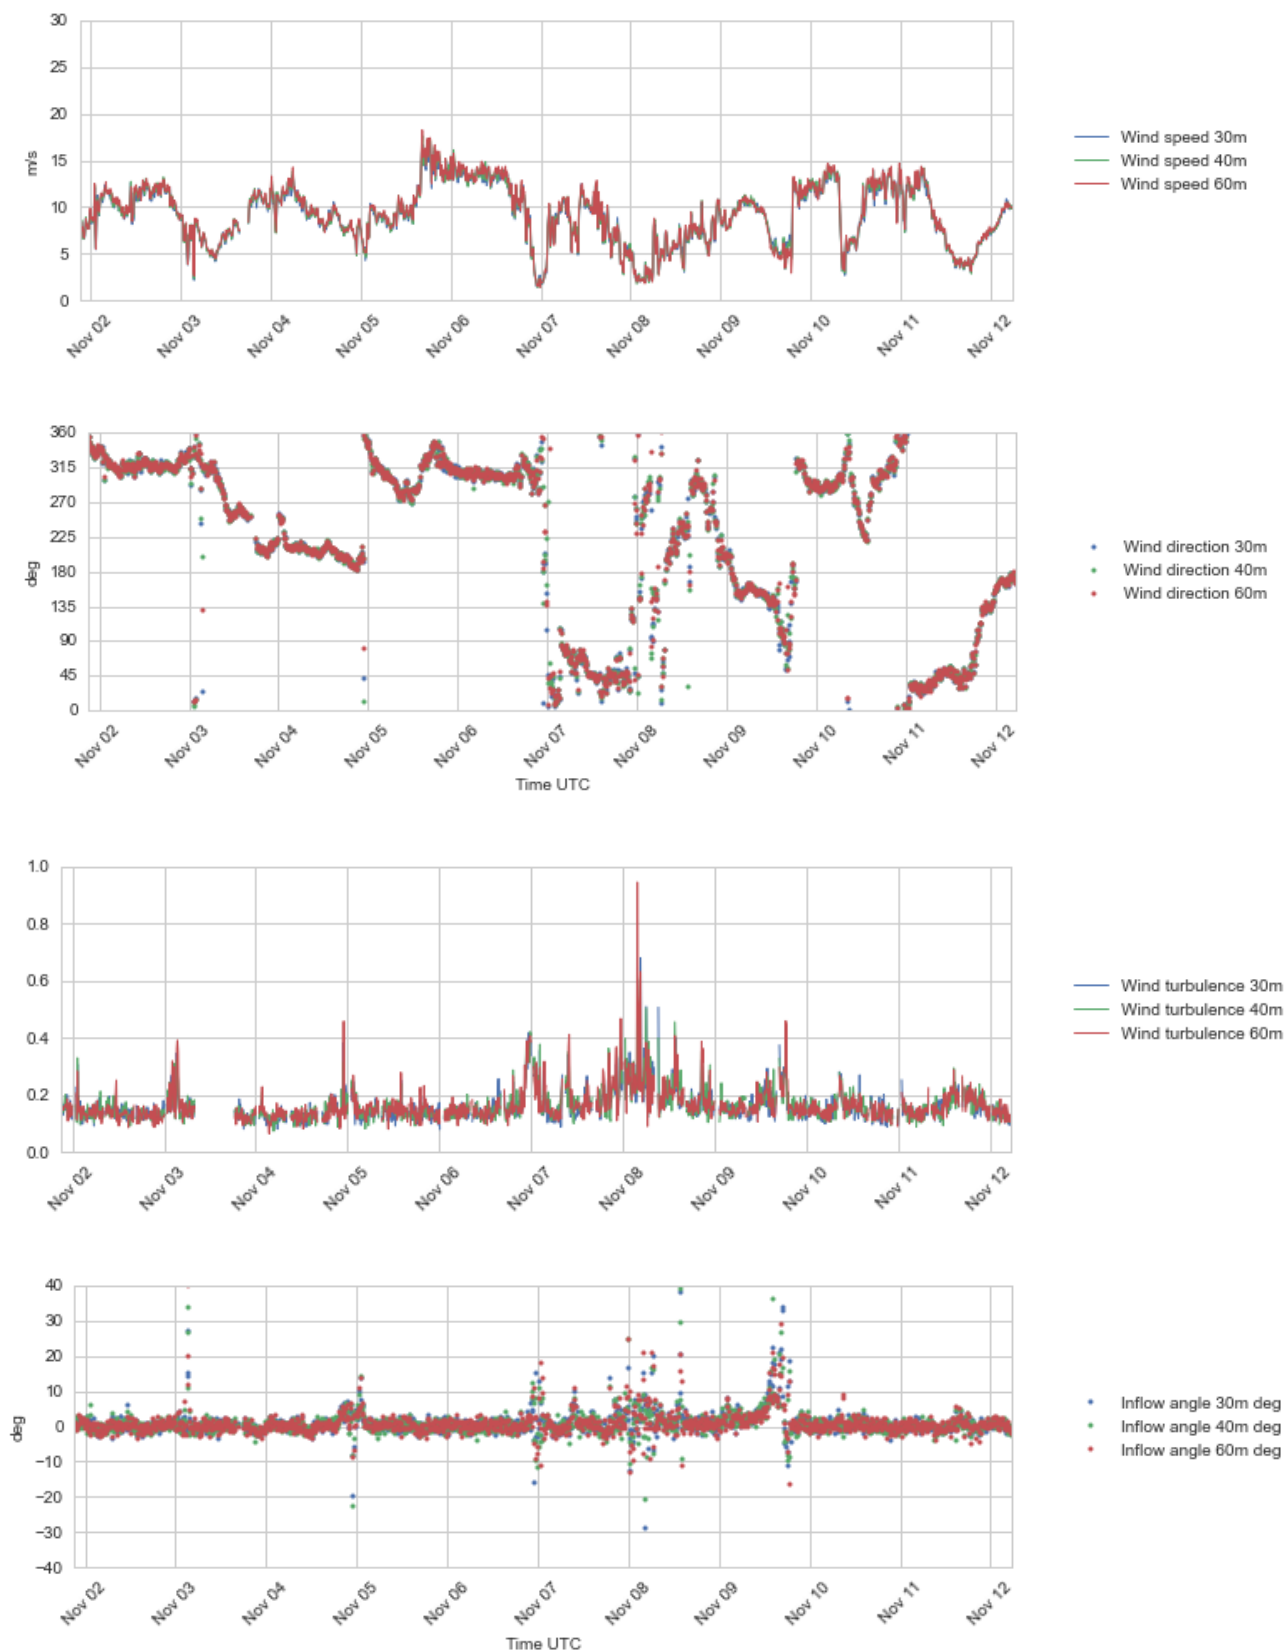 30
25
20
15
10
5
0
m/s
Nov 02
Nov 03
Nov 04
Nov 05
Nov 06
Nov 07
Nov 08
Nov 09
Nov 10
Nov 11
Nov 12
Wind speed 30m
Wind speed 40m
Wind speed 60m
360
315
270
225
180
135
90
45
0
deg
Nov 02
Nov 03
Nov 04
Nov 05
Nov 06
Nov 07
Nov 08
Nov 09
Nov 10
Nov 11
Nov 12
Time UTC
Wind direction 30m
Wind direction 40m
Wind direction 60m
1.0
0.8
0.6
0.4
0.2
0.0
Nov 02
Nov 03
Nov 04
Nov 05
Nov 06
Nov 07
Nov 08
Nov 09
Nov 10
Nov 11
Nov 12
Wind turbulence 30m
Wind turbulence 40m
Wind turbulence 60m
40
30
20
10
0
−10
−20
−30
−40
deg
Nov 02
Nov 03
Nov 04
Nov 05
Nov 06
Nov 07
Nov 08
Nov 09
Nov 10
Nov 11
Nov 12
Time UTC
Inflow angle 30m deg
Inflow angle 40m deg
Inflow angle 60m deg